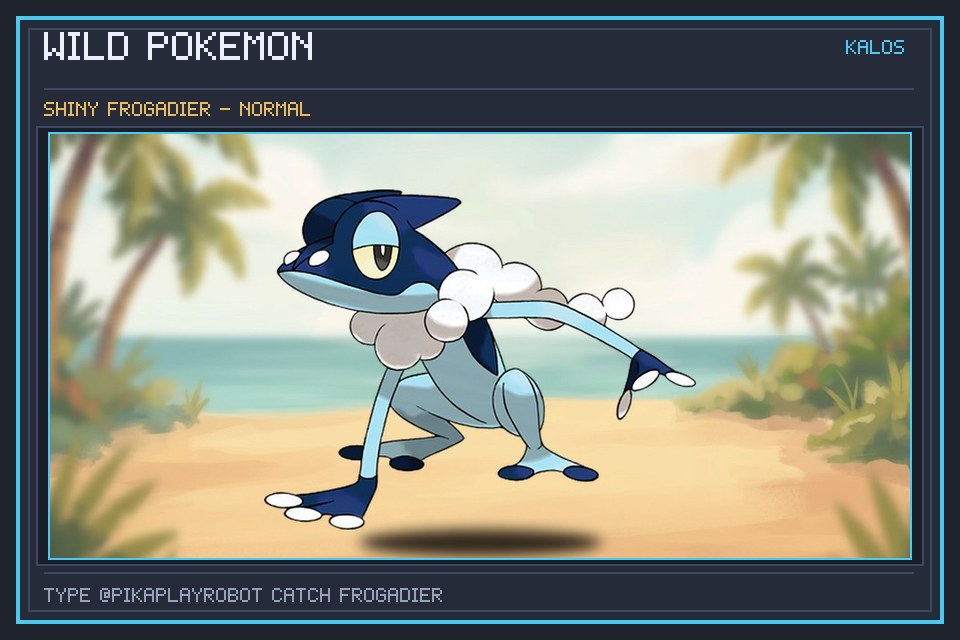 WILD POKEMON
KALOS
SHINY FROGADIER - NORMAL
TYPE @PIKAPLAYROBOT CATCH FROGADIER